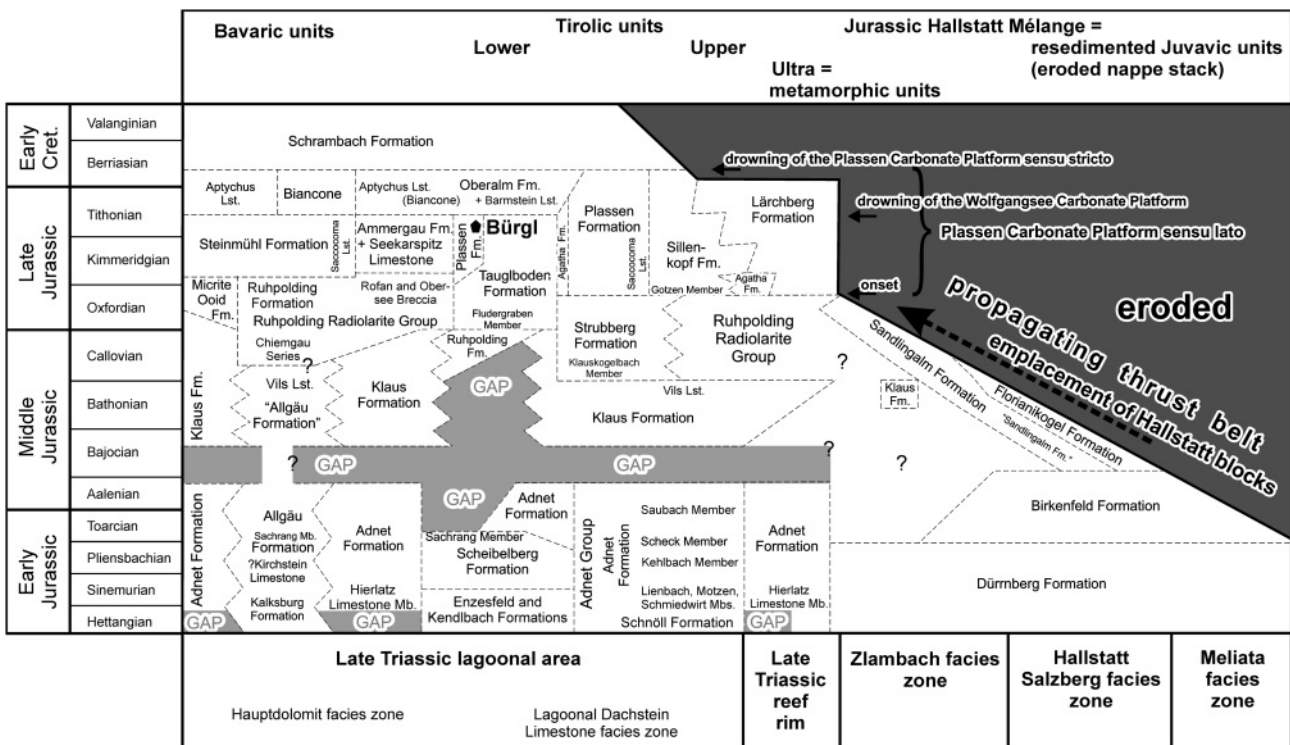 Bavaric units
Tirolic units
Lower
Upper
Ultra =
metamorphic units
Jurassic Hallstatt Mélange =
resedimented Juvavic units
(eroded nappe stack)
Early
Cret.
Valanginian
Berriasian
Late
Jurassic
Tithonian
Kimmeridgian
Oxfordian
Middle
Jurassic
Callovian
Bathonian
Bajocian
Aalenian
Early
Jurassic
Toarcian
Pliensbachian
Sinemurian
Hettangian
Schrambach Formation
Aptychus
Lst.
Biancone
Aptychus Lst.
(Biancone)
Oberalm Fm.
+ Barmstein Lst.
Steinmühl Formation
Saccocoma
Lst.
Ammergau Fm.
+ Seekarspitz
Limestone
Plassen
Fm.
Bürgl
Tauglboden
Formation
Agatha Fm.
Plassen
Formation
Saccocoma
Lst.
Lärchberg
Formation
Sillen-
kopf Fm.
Gotzen Member
Agatha
Fm.
Micrite
Ooid
Fm.
Ruhpolding
Formation
Rofan and Ober-
see Breccia
Ruhpolding Radiolarite Group
Fludergraben
Member
Chiemgau
Series
?
Ruhpolding
Fm.
Strubberg
Formation
Klauskogelbach Member
Ruhpolding
Radiolarite
Group
?
Klaus Fm.
Vils Lst.
"Allgäu
Formation"
Klaus
Formation
GAP
Vils Lst.
Klaus Formation
Klaus
Fm.
Sandlingalm Formation
Florianikogel Formation
"Sandlingalm Fm."
?
GAP
GAP
?
?
GAP
Adnet Formation
Allgäu
Sachrang Mb.
Formation
?Kirchstein
Limestone
Kalksburg
Formation
Adnet
Formation
Hierlatz
Limestone Mb.
Adnet
Formation
Sachrang Member
Scheibelberg
Formation
Enzesfeld and
Kendlbach Formations
Adnet Group
Adnet
Formation
Saubach Member
Scheck Member
Kehlbach Member
Lienbach, Motzen,
Schmiedwirt Mbs.
Schnöll Formation
Adnet
Formation
Hierlatz
Limestone Mb.
GAP
GAP
GAP
Birkenfeld Formation
Dürrnberg Formation
drowning of the Plassen Carbonate Platform sensu stricto
drowning of the Wolfgangsee Carbonate Platform
Plassen Carbonate Platform sensu lato
onset
eroded
propagating thrust belt
emplacement of Hallstatt blocks
Late Triassic lagoonal area
Hauptdolomit facies zone
Lagoonal Dachstein
Limestone facies zone
Late
Triassic
reef
rim
Zlambach facies
zone
Hallstatt
Salzberg facies
zone
Meliata
facies
zone